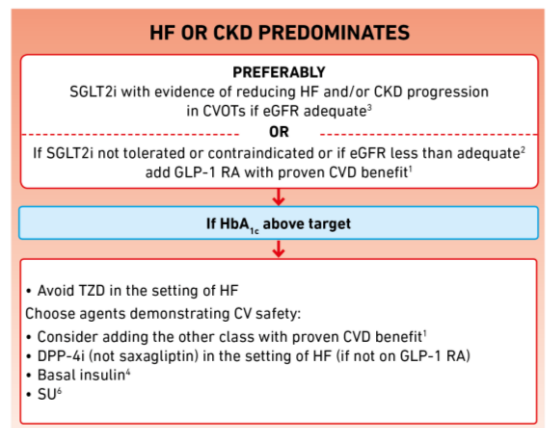 HF OR CKD PREDOMINATES
PREFERABLY
SGLT2i with evidence of reducing HF and/or CKD progression
in CVOTs if eGFR adequate³
OR
If SGLT2i not tolerated or contraindicated or if eGFR less than adequate²
add GLP-1 RA with proven CVD benefit¹
If HbA₁c above target
• Avoid TZD in the setting of HF
Choose agents demonstrating CV safety:
• Consider adding the other class with proven CVD benefit¹
• DPP-4i (not saxagliptin) in the setting of HF (if not on GLP-1 RA)
• Basal insulin⁴
• SU⁶